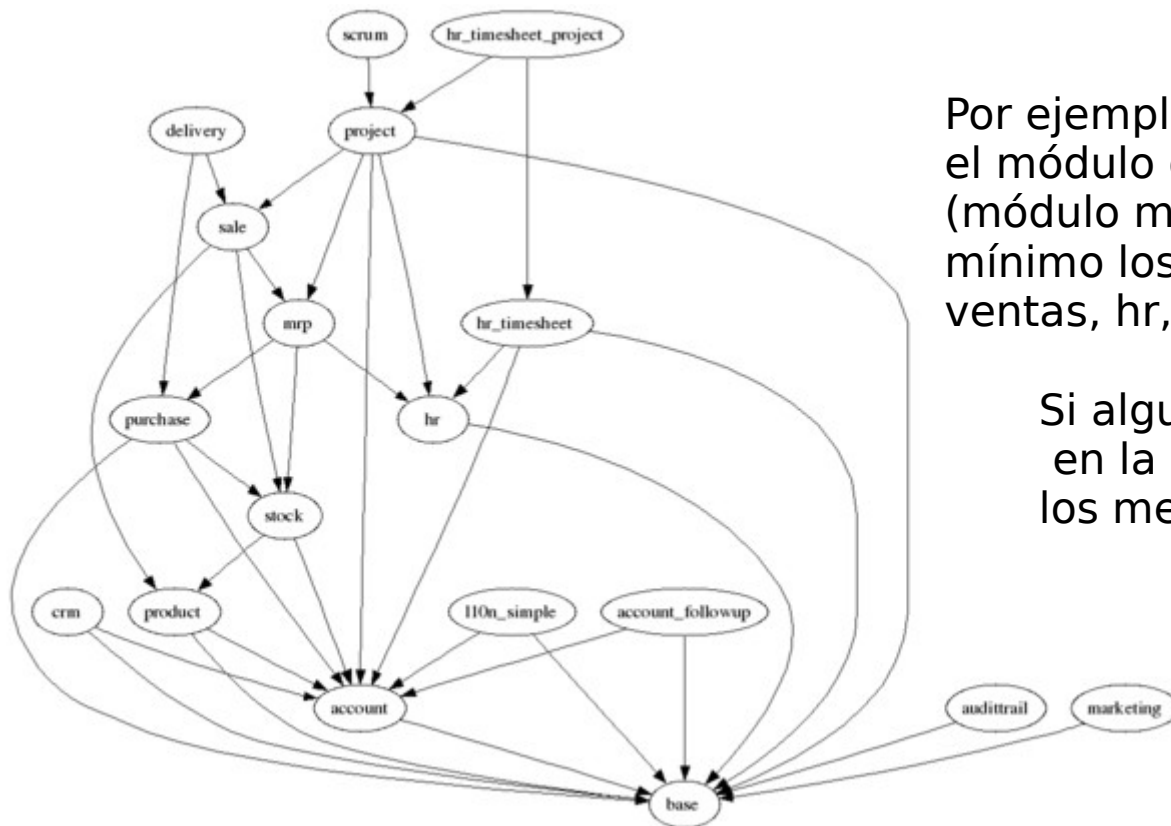 scrum
hr_timesheet_project
delivery
project
sale
mrp
hr_timesheet
purchase
hr
stock
crm
product
l10n_simple
account_followup
account
audittrail
marketing
base
Por ejempl
el módulo
(módulo m
mínimo los
ventas, hr,
Si algu
en la
los me